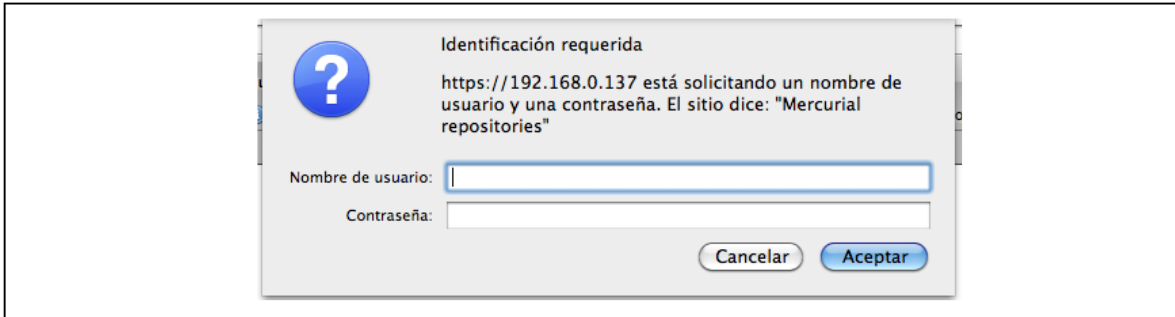 Identificación requerida
https://192.168.0.137 está solicitando un nombre de
usuario y una contraseña. El sitio dice: "Mercurial
repositories"
Nombre de usuario:
Contraseña:
Cancelar Aceptar